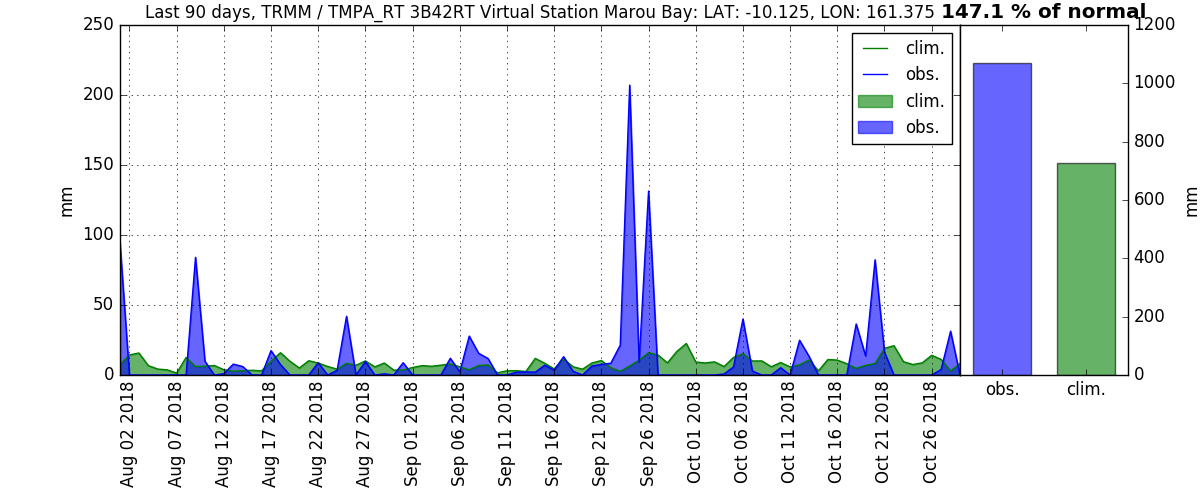 Last 90 days, TRMM / TMPA_RT 3B42RT Virtual Station Marou Bay: LAT: -10.125, LON: 161.375 147.1 % of normal
250
200
150
100
50
0
mm
clim.
obs.
clim.
obs.
1200
1000
800
600
400
200
0
mm
Aug 02 2018
Aug 07 2018
Aug 12 2018
Aug 17 2018
Aug 22 2018
Aug 27 2018
Sep 01 2018
Sep 06 2018
Sep 11 2018
Sep 16 2018
Sep 21 2018
Sep 26 2018
Oct 01 2018
Oct 06 2018
Oct 11 2018
Oct 16 2018
Oct 21 2018
Oct 26 2018
obs.
clim.